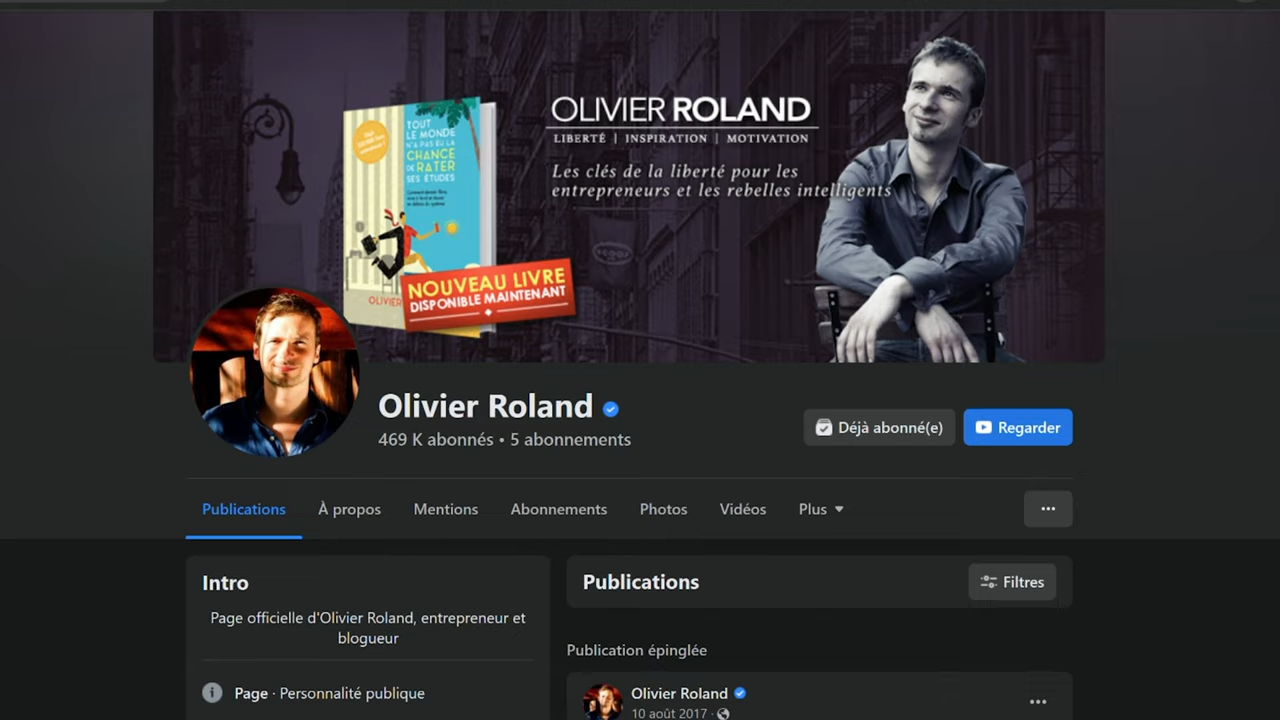 OLIVIER ROLAND
LIBERTÉ | INSPIRATION | MOTIVATION
Les clés de la liberté pour les
entrepreneurs et les rebelles intelligents
TOUT
LE MONDE
N'A PAS EU LA
CHANCE
DE RATER
SES ÉTUDES
OLIVIER
NOUVEAU LIVRE
DISPONIBLE MAINTENANT
Olivier Roland
469 K abonnés • 5 abonnements
Déjà abonné(e)
Regarder
Publications
À propos
Mentions
Abonnements
Photos
Vidéos
Plus
Intro
Page officielle d'Olivier Roland, entrepreneur et
blogueur
Page · Personnalité publique
Publications
Filtres
Publication épinglée
Olivier Roland
10 août 2017 ·